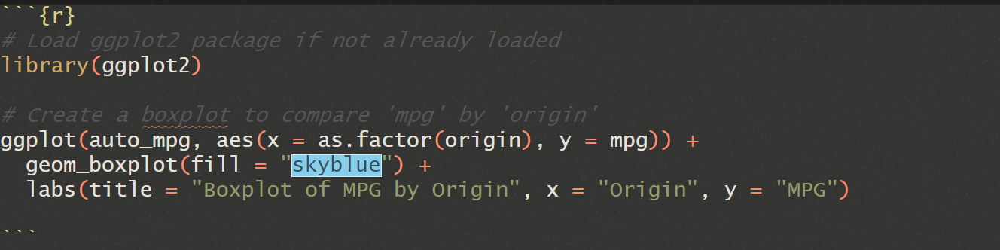 ```{r}
# Load ggplot2 package if not already loaded
library(ggplot2)

# Create a boxplot to compare 'mpg' by 'origin'
ggplot(auto_mpg, aes(x = as.factor(origin), y = mpg)) +
  geom_boxplot(fill = "skyblue") +
  labs(title = "Boxplot of MPG by Origin", x = "Origin", y = "MPG")

```